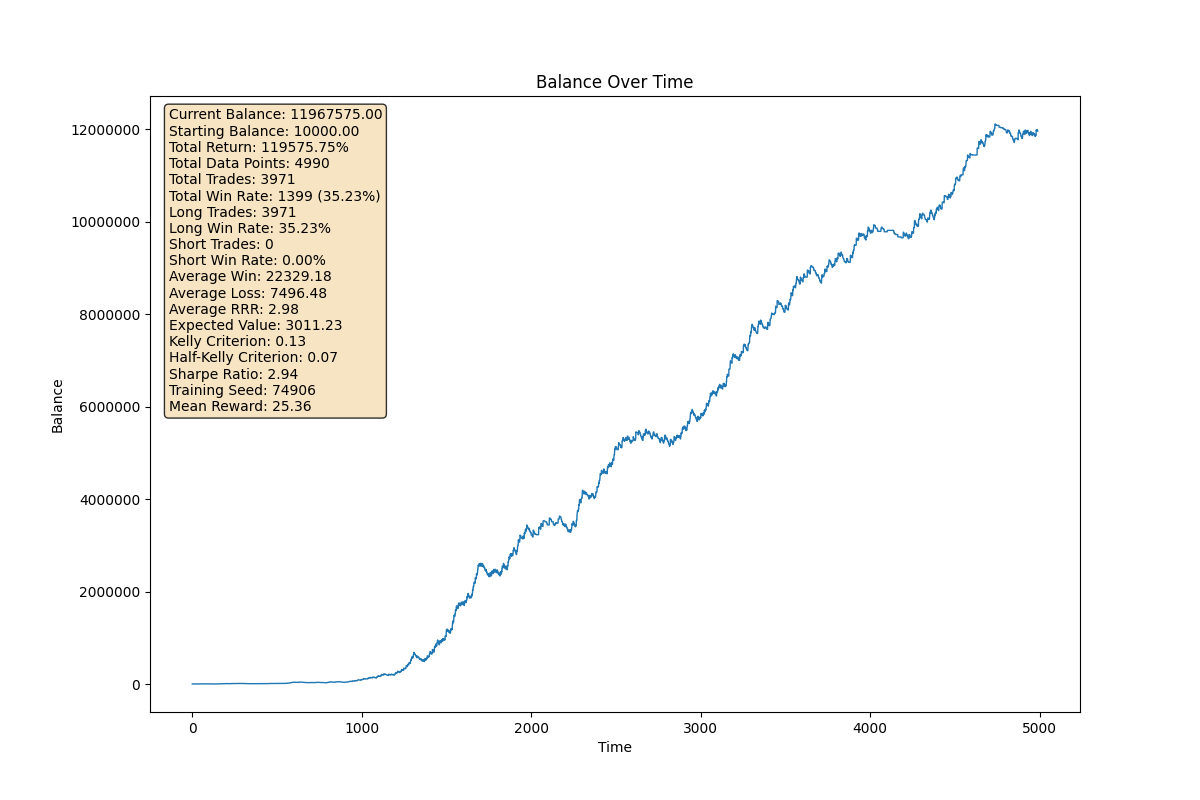 Balance Over Time
Current Balance: 11967575.00
Starting Balance: 10000.00
Total Return: 119575.75%
Total Data Points: 4990
Total Trades: 3971
Total Win Rate: 1399 (35.23%)
Long Trades: 3971
Long Win Rate: 35.23%
Short Trades: 0
Short Win Rate: 0.00%
Average Win: 22329.18
Average Loss: 7496.48
Average RRR: 2.98
Expected Value: 3011.23
Kelly Criterion: 0.13
Half-Kelly Criterion: 0.07
Sharpe Ratio: 2.94
Training Seed: 74906
Mean Reward: 25.36
12000000
10000000
8000000
6000000
4000000
2000000
0
Balance
0 1000 2000 3000 4000 5000
Time